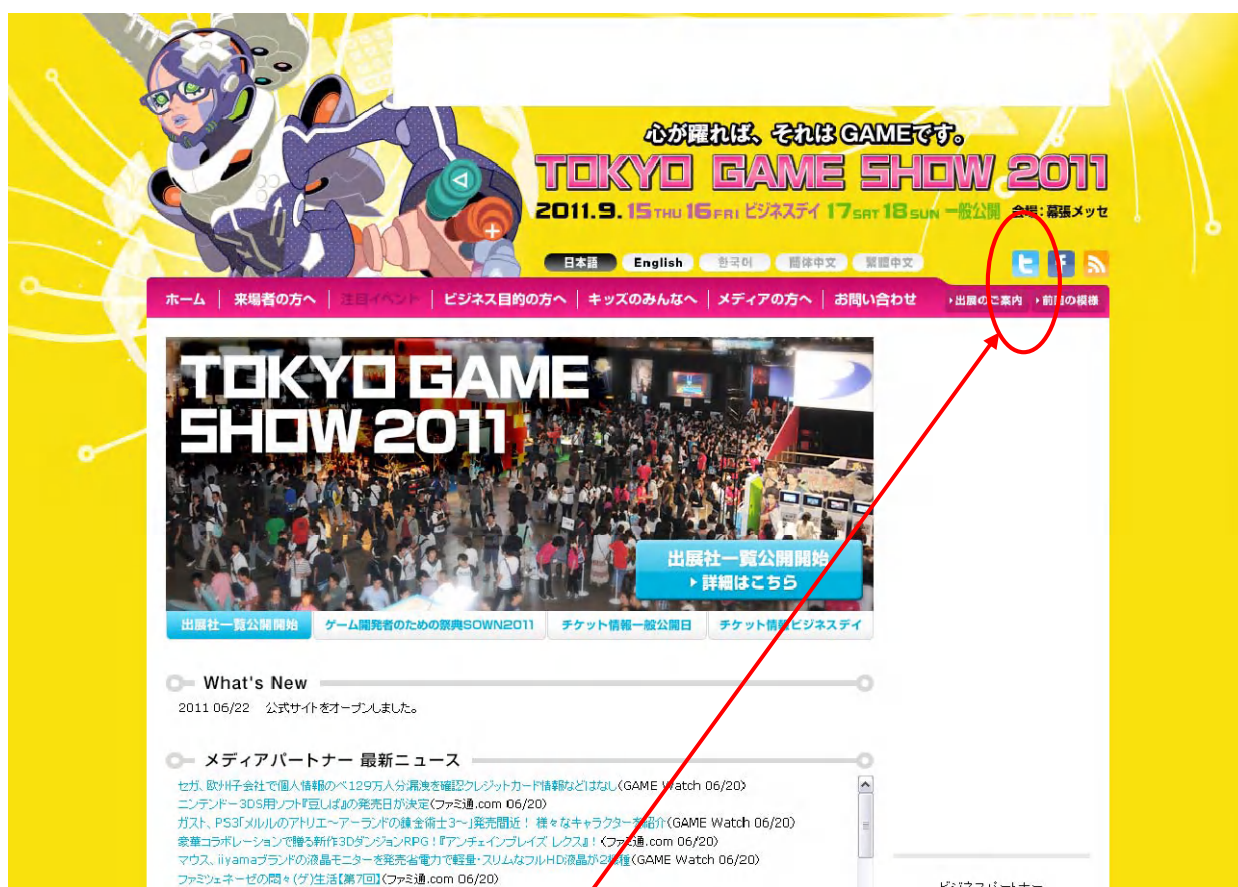 心が躍れば、それはGAMEです。
TOKYO GAME SHOW 2011
2011.9.15THU 16FRI ビジネスデイ 17SAT 18SUN 一般公開 会場:幕張メッセ
日本語 English 한국어 簡体中文 繁體中文
ホーム 来場者の方へ 注目イベント ビジネス目的の方へ キッズのみんなへ メディアの方へ お問い合わせ 出展のご案内 前回の模様
TOKYO GAME
SHOW 2011
出展社一覧公開開始
詳細はこちら
出展社一覧公開開始 ゲーム開発者のための祭典SOWN2011 チケット情報一般公開日 チケット情報ビジネスデイ
What's New
2011 06/22 公式サイトをオープンしました。
メディアパートナー 最新ニュース
セガ、欧州子会社で個人情報のべ129万人分漏洩を確認クレジットカード情報などはなし(GAME Watch 06/20)
ニンテンドー3DS用ソフト『豆しば』の発売日が決定(ファミ通.com 06/20)
ガスト、PS3「メルルのアトリエ~アーランドの錬金術士3~」発売間近! 様々なキャラクターを紹介(GAME Watch 06/20)
豪華コラボレーションで贈る新作3DダンジョンRPG!『アンチェインブレイズ レクス』!(ファミ通.com 06/20)
マウス、iiyamaブランドの液晶モニターを発売省電力で軽量・スリムなフルHD液晶が2機種(GAME Watch 06/20)
ファミツェネーゼの悶々(ゲ)生活【第7回】(ファミ通.com 06/20)
ビジネスパートナー